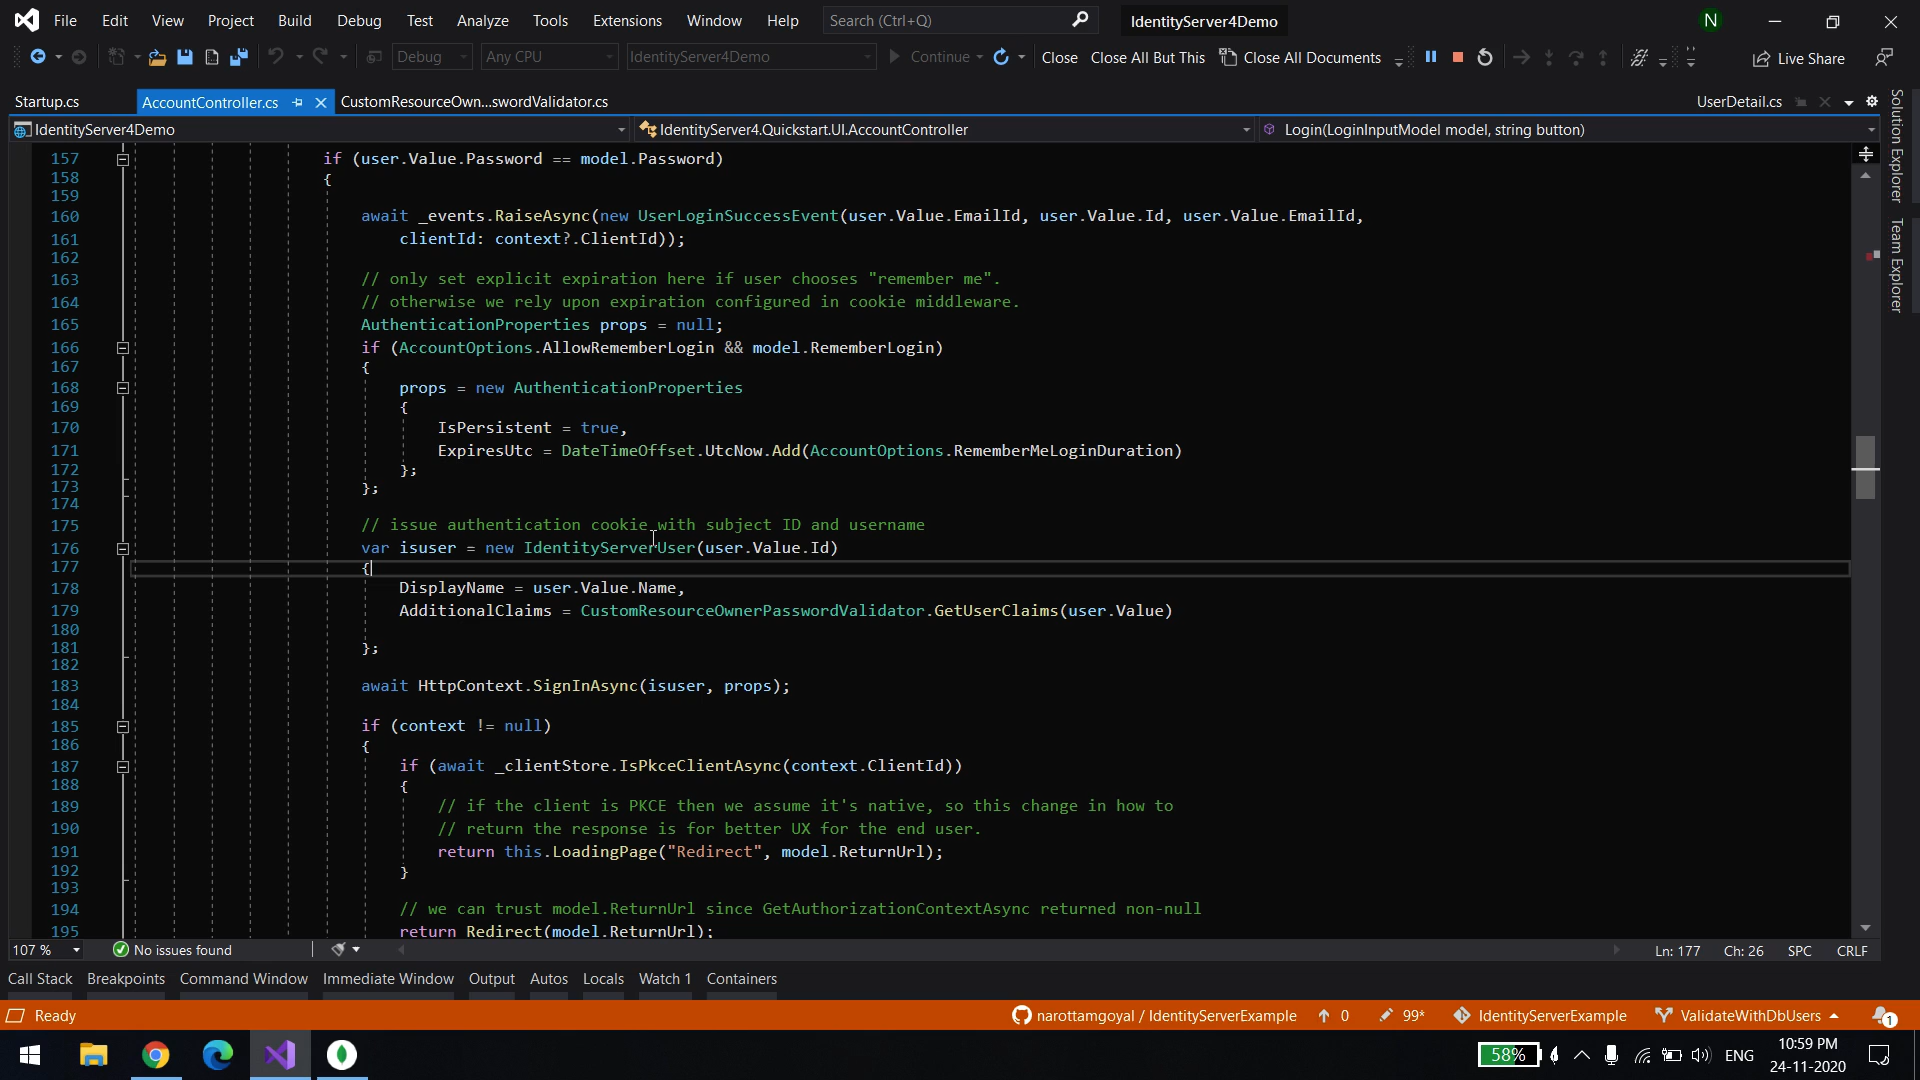 File Edit View Project Build Debug Test Analyze Tools Extensions Window Help Search (Ctrl+Q) IdentityServer4Demo N
Debug Any CPU IdentityServer4Demo Continue Close Close All But This Close All Documents Live Share
Startup.cs AccountController.cs CustomResourceOwn...swordValidator.cs UserDetail.cs
IdentityServer4Demo IdentityServer4.Quickstart.UI.AccountController Login(LoginInputModel model, string button)
157 if (user.Value.Password == model.Password)
158 {
159
160 await _events.RaiseAsync(new UserLoginSuccessEvent(user.Value.EmailId, user.Value.Id, user.Value.EmailId,
161 clientId: context?.ClientId));
162
163 // only set explicit expiration here if user chooses "remember me".
164 // otherwise we rely upon expiration configured in cookie middleware.
165 AuthenticationProperties props = null;
166 if (AccountOptions.AllowRememberLogin && model.RememberLogin)
167 {
168 props = new AuthenticationProperties
169 {
170 IsPersistent = true,
171 ExpiresUtc = DateTimeOffset.UtcNow.Add(AccountOptions.RememberMeLoginDuration)
172 };
173 };
174
175 // issue authentication cookie with subject ID and username
176 var isuser = new IdentityServerUser(user.Value.Id)
177 {
178 DisplayName = user.Value.Name,
179 AdditionalClaims = CustomResourceOwnerPasswordValidator.GetUserClaims(user.Value)
180
181 };
182
183 await HttpContext.SignInAsync(isuser, props);
184
185 if (context != null)
186 {
187 if (await _clientStore.IsPkceClientAsync(context.ClientId))
188 {
189 // if the client is PKCE then we assume it's native, so this change in how to
190 // return the response is for better UX for the end user.
191 return this.LoadingPage("Redirect", model.ReturnUrl);
192 }
193
194 // we can trust model.ReturnUrl since GetAuthorizationContextAsync returned non-null
195 return Redirect(model.ReturnUrl);
Solution Explorer
Team Explorer
107 % No issues found Ln: 177 Ch: 26 SPC CRLF
Call Stack Breakpoints Command Window Immediate Window Output Autos Locals Watch 1 Containers
Ready narottamgoyal / IdentityServerExample 0 99* IdentityServerExample ValidateWithDbUsers 1
58% ENG 10:59 PM
24-11-2020